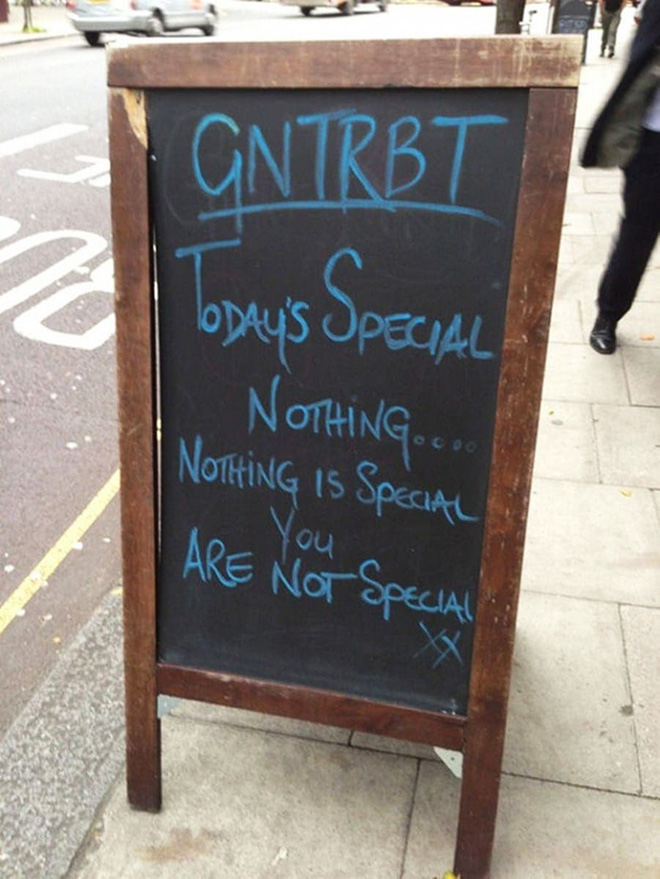 GNTRBT
TODAY'S SPECIAL
NOTHING....
NOTHING IS SPECIAL
YOU
ARE NOT SPECIAL
XX